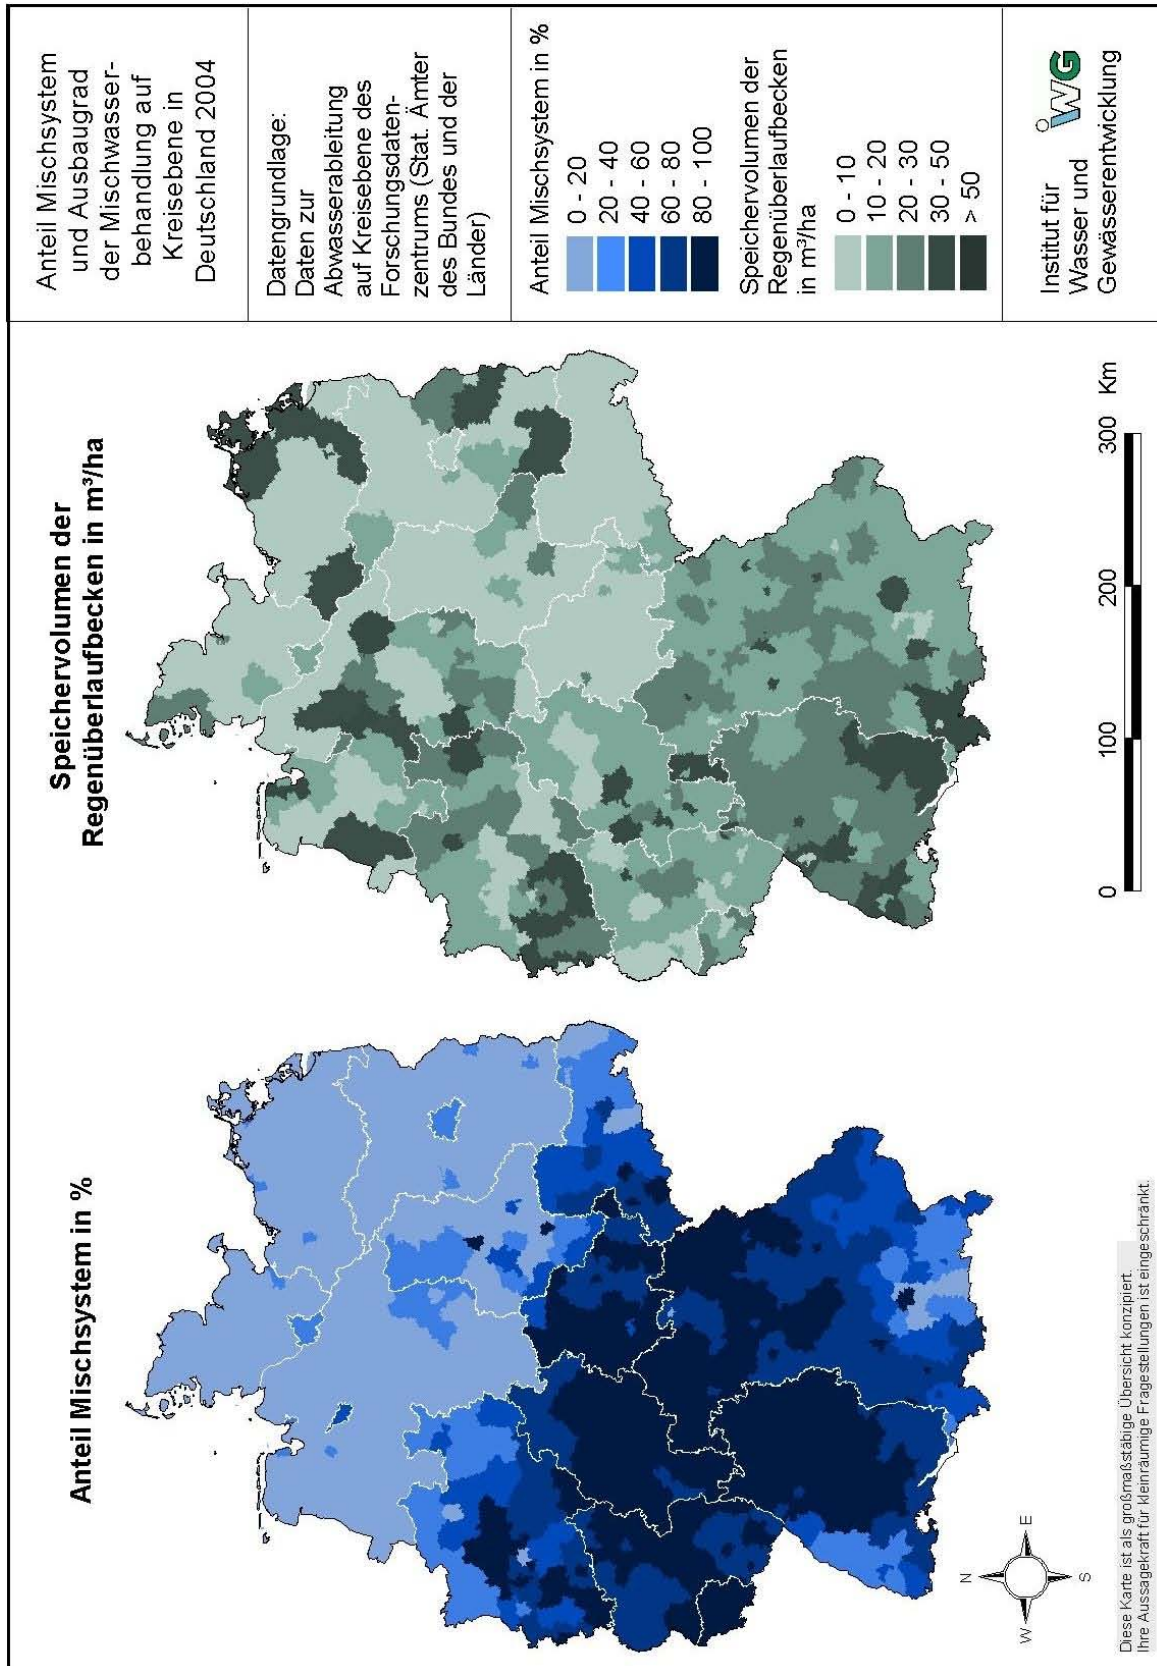 Anteil Mischsystem in %
Speichervolumen der
Regenüberlaufbecken in m³/ha
Anteil Mischsystem
und Ausbaugrad
der Mischwasser-
behandlung auf
Kreisebene in
Deutschland 2004
Datengrundlage:
Daten zur
Abwasserableitung
auf Kreisebene des
Forschungsdaten-
zentrums (Stat. Ämter
des Bundes und der
Länder)
Anteil Mischsystem in %
0 - 20
20 - 40
40 - 60
60 - 80
80 - 100
Speichervolumen der
Regenüberlaufbecken
in m³/ha
0 - 10
10 - 20
20 - 30
30 - 50
> 50
Institut für
Wasser und
Gewässerentwicklung
iWG
N
W
E
S
0
100
200
300
Km
Diese Karte ist als großmaßstäbige Übersicht konzipiert.
Ihre Aussagekraft für kleinräumige Fragestellungen ist eingeschränkt.